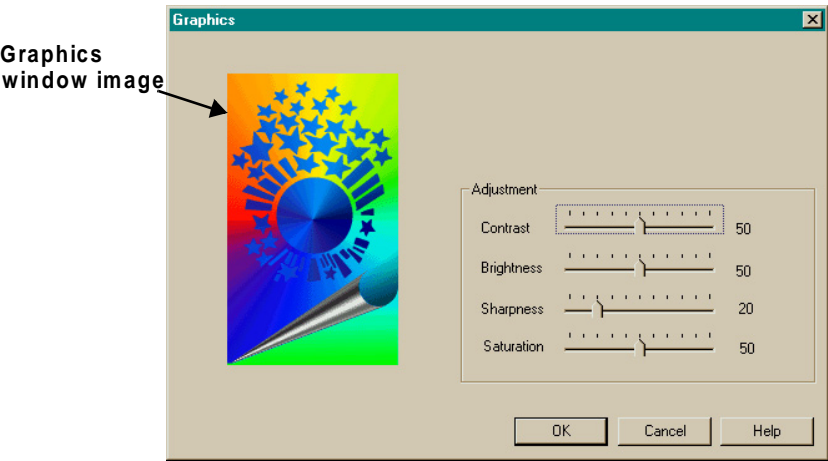 Graphics
Graphics
window image
Adjustment
Contrast 50
Brightness 50
Sharpness 20
Saturation 50
OK Cancel Help